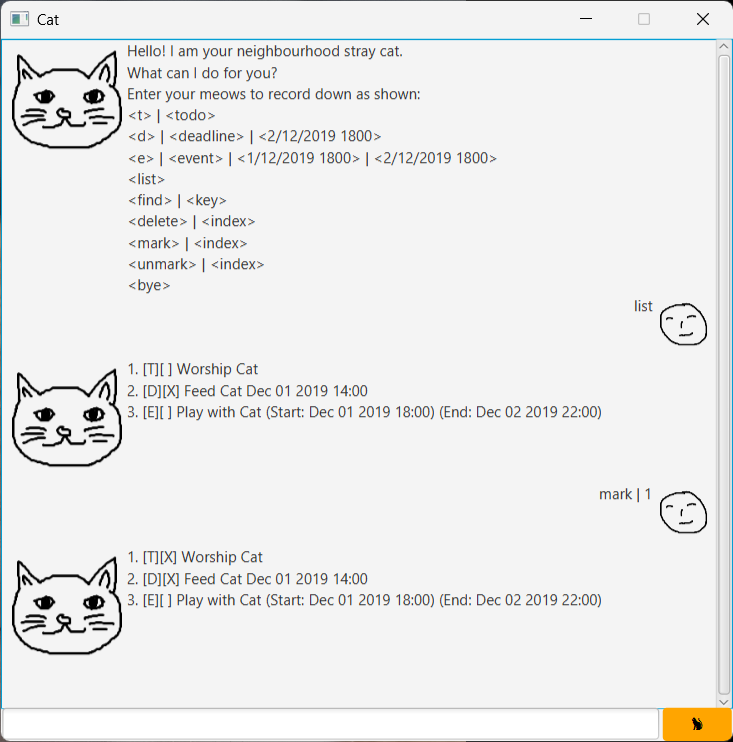 Cat
Hello! I am your neighbourhood stray cat.
What can I do for you?
Enter your meows to record down as shown:
<t> | <todo>
<d> | <deadline> | <2/12/2019 1800>
<e> | <event> | <1/12/2019 1800> | <2/12/2019 1800>
<list>
<find> | <key>
<delete> | <index>
<mark> | <index>
<unmark> | <index>
<bye>
list
1. [T][ ] Worship Cat
2. [D][X] Feed Cat Dec 01 2019 14:00
3. [E][ ] Play with Cat (Start: Dec 01 2019 18:00) (End: Dec 02 2019 22:00)
mark | 1
1. [T][X] Worship Cat
2. [D][X] Feed Cat Dec 01 2019 14:00
3. [E][ ] Play with Cat (Start: Dec 01 2019 18:00) (End: Dec 02 2019 22:00)